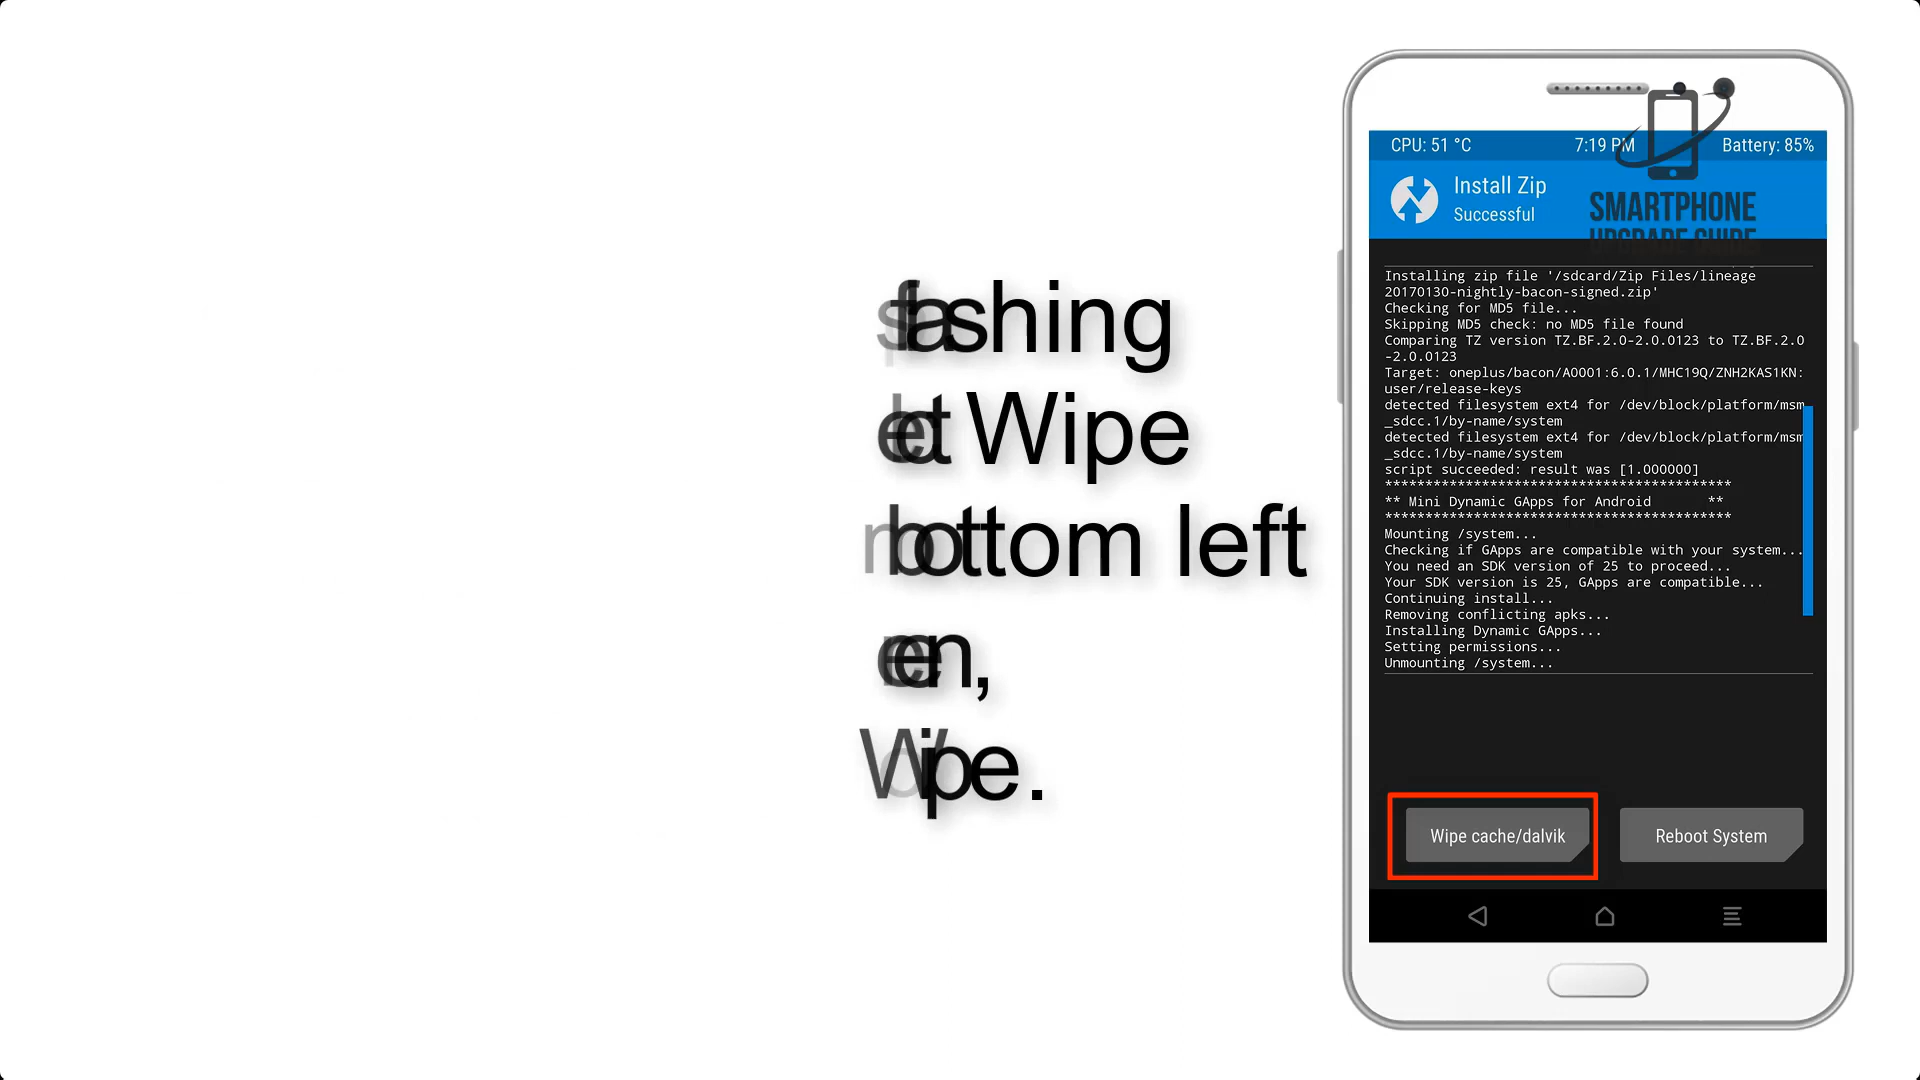 flashing
Wipe
bottom left
en,
Wipe.
CPU: 51 °C 7:19 PM Battery: 85%
Install Zip
Successful
SMARTPHONE
UPGRADE GUIDE
Installing zip file '/sdcard/Zip Files/lineage
20170130-nightly-bacon-signed.zip'
Checking for MD5 file...
Skipping MD5 check: no MD5 file found
Comparing TZ version TZ.BF.2.0-2.0.0123 to TZ.BF.2.0
-2.0.0123
Target: oneplus/bacon/A0001:6.0.1/MHC19Q/ZNH2KAS1KN:
user/release-keys
detected filesystem ext4 for /dev/block/platform/msm
_sdcc.1/by-name/system
detected filesystem ext4 for /dev/block/platform/msm
_sdcc.1/by-name/system
script succeeded: result was [1.000000]
*******************************************
** Mini Dynamic GApps for Android **
*******************************************
Mounting /system...
Checking if GApps are compatible with your system...
You need an SDK version of 25 to proceed...
Your SDK version is 25, GApps are compatible...
Continuing install...
Removing conflicting apks...
Installing Dynamic GApps...
Setting permissions...
Unmounting /system...
Wipe cache/dalvik Reboot System